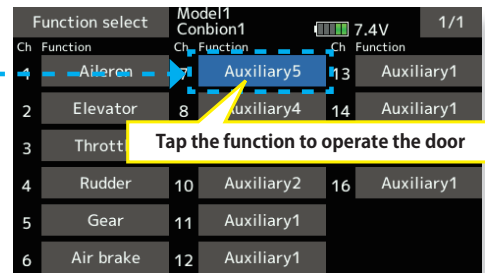 Function select Model1 7.4V 1/1
Conbion1
Ch Function Ch Function Ch Function
1 Aileron 7 Auxiliary5 13 Auxiliary1
2 Elevator 8 Auxiliary4 14 Auxiliary1
Tap the function to operate the door
3
4 Rudder 10 Auxiliary2 16 Auxiliary1
5 Gear 11 Auxiliary1
6 Air brake 12 Auxiliary1